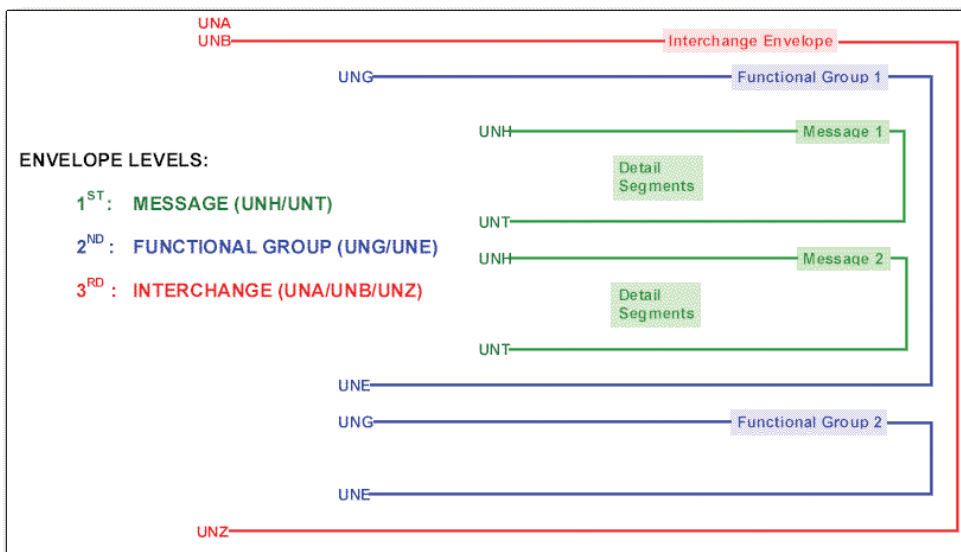 UNA
UNB
Interchange Envelope
UNG
Functional Group 1
UNH
Message 1
ENVELOPE LEVELS:
Detail
Segments
1ST: MESSAGE (UNH/UNT)
UNT
2ND: FUNCTIONAL GROUP (UNG/UNE)
UNH
Message 2
3RD : INTERCHANGE (UNA/UNB/UNZ)
Detail
Segments
UNT
UNE
UNG
Functional Group 2
UNE
UNZ